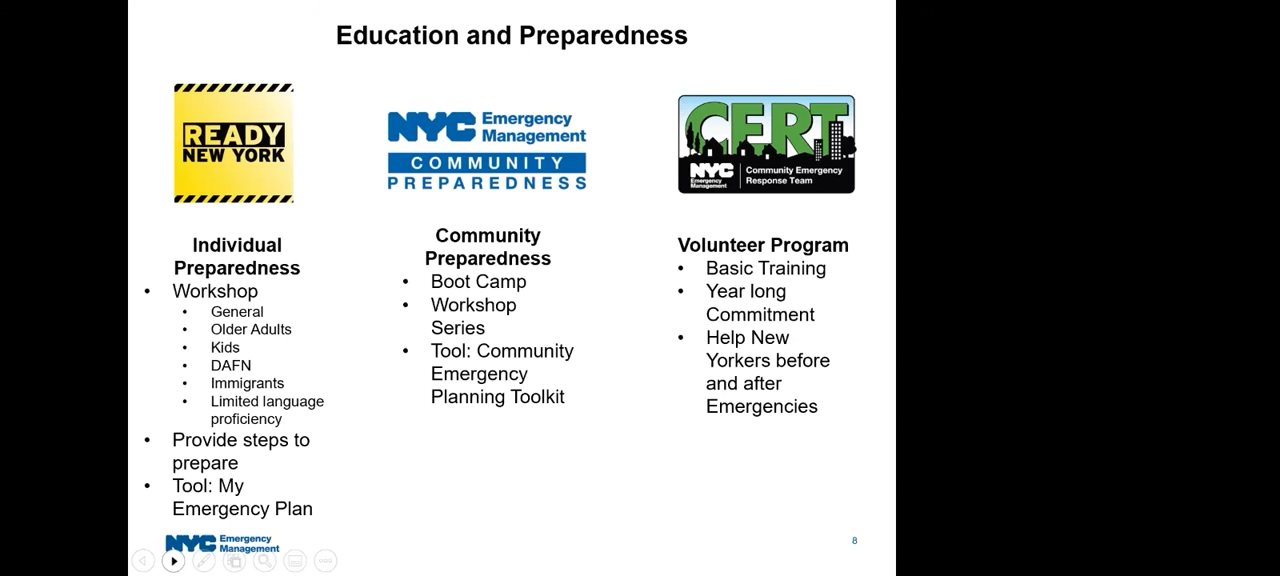 Education and Preparedness
READY
NEW YORK
Individual
Preparedness
• Workshop
• General
• Older Adults
• Kids
• DAFN
• Immigrants
• Limited language
proficiency
• Provide steps to
prepare
• Tool: My
Emergency Plan
NYC Emergency
Management
COMMUNITY
PREPAREDNESS
Community
Preparedness
• Boot Camp
• Workshop
Series
• Tool: Community
Emergency
Planning Toolkit
CERT
NYC
Emergency
Management
Community Emergency
Response Team
Volunteer Program
• Basic Training
• Year long
Commitment
• Help New
Yorkers before
and after
Emergencies
NYC Emergency
Management
8